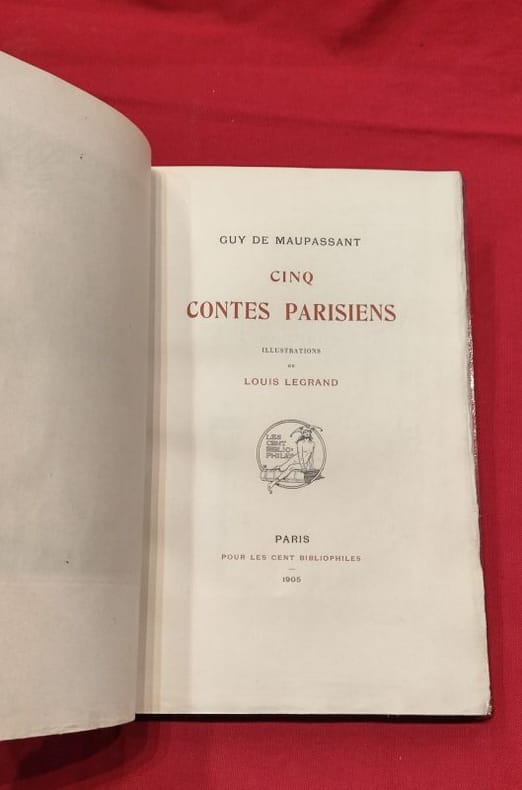 GUY DE MAUPASSANT
CINQ
CONTES PARISIENS
ILLUSTRATIONS
DE
LOUIS LEGRAND
LES
CENT
BIBLIO-
PHILES
PARIS
POUR LES CENT BIBLIOPHILES
1905